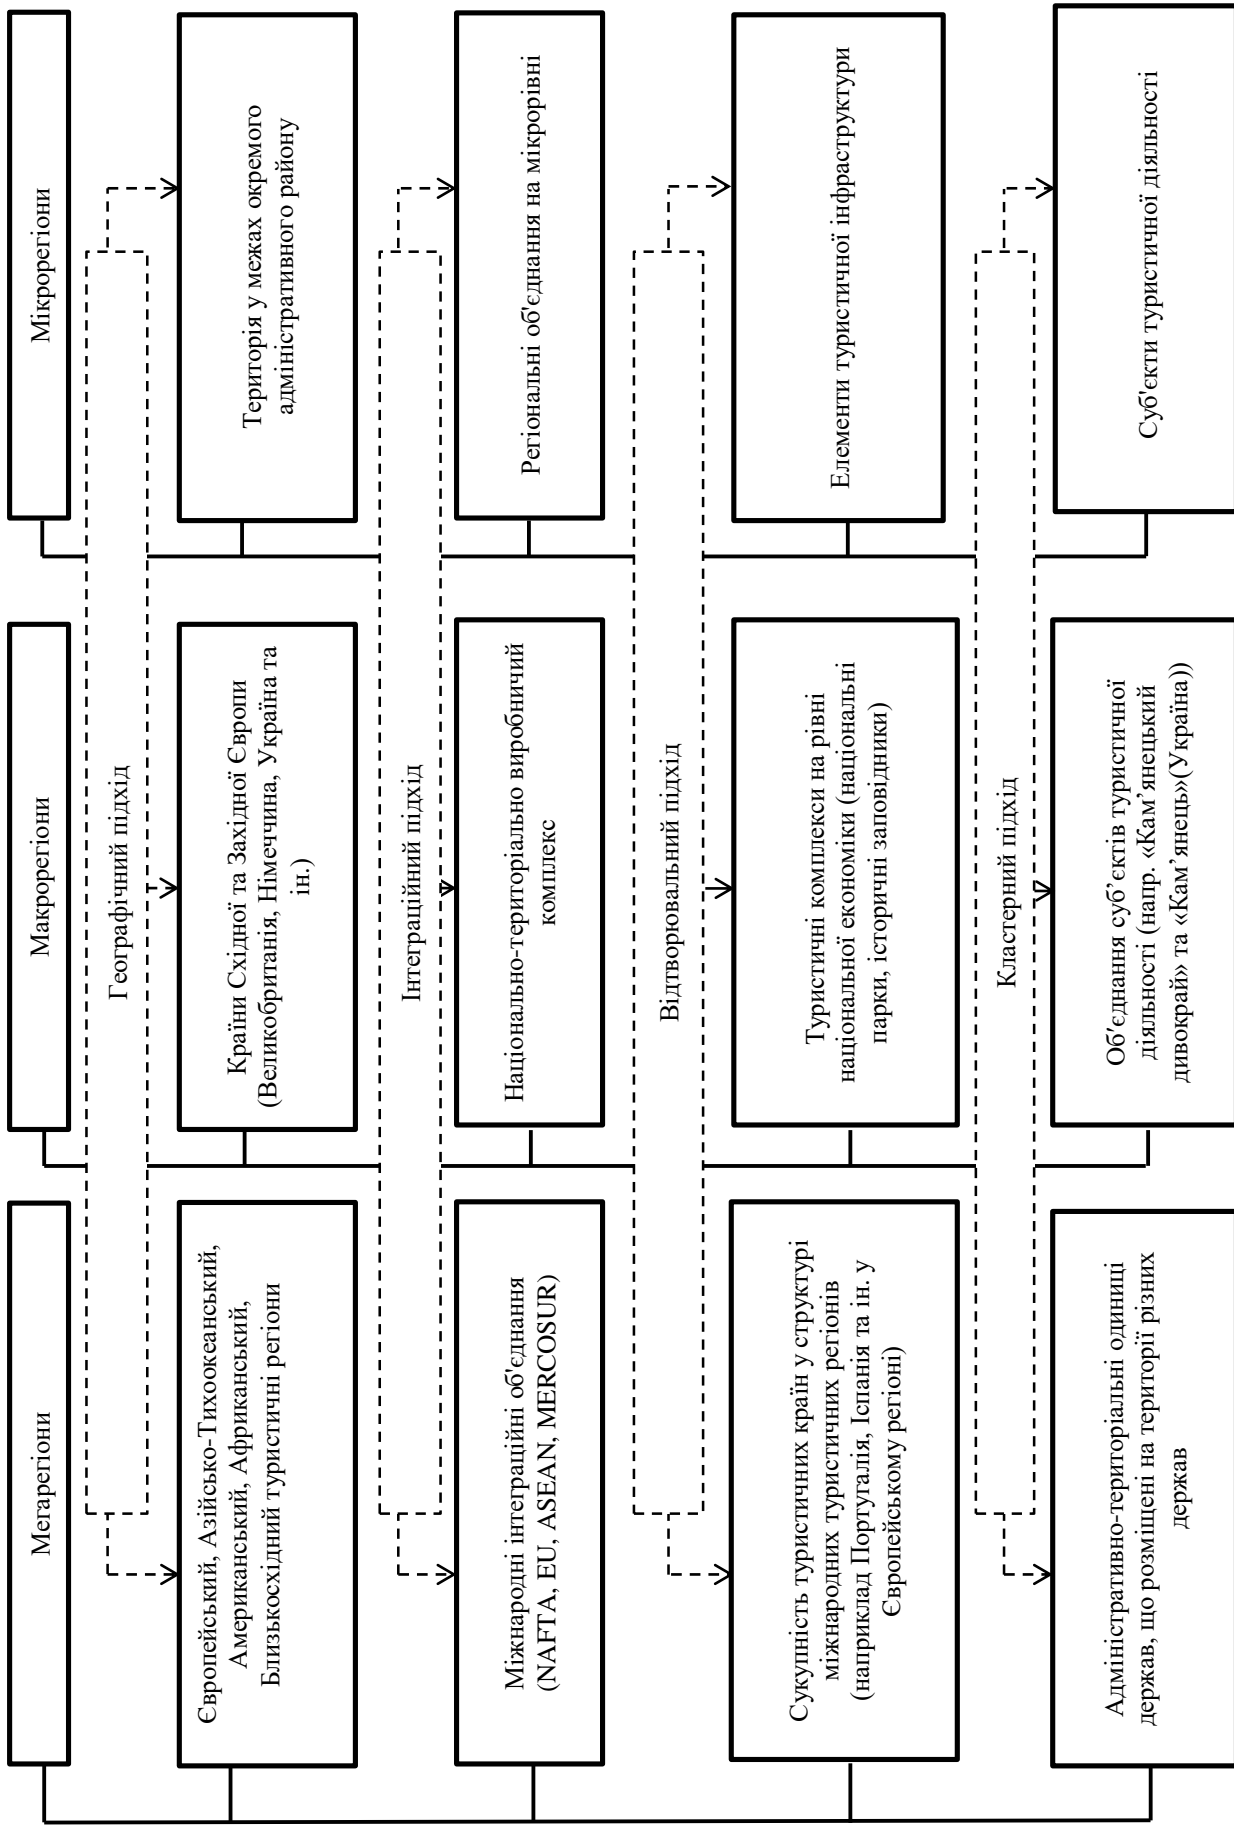 Мегарегіони
Макрорегіони
Мікрорегіони
Географічний підхід
Європейський, Азійсько-Тихоокеанський,
Американський, Африканський,
Близькосхідний туристичні регіони
Країни Східної та Західної Європи
(Великобританія, Німеччина, Україна та
ін.)
Територія у межах окремого
адміністративного району
Інтеграційний підхід
Міжнародні інтеграційні об'єднання
(NAFTA, EU, ASEAN, MERCOSUR)
Національно-територіально виробничий
комплекс
Регіональні об'єднання на мікрорівні
Відтворювальний підхід
Сукупність туристичних країн у структурі
міжнародних туристичних регіонів
(наприклад Португалія, Іспанія та ін. у
Європейському регіоні)
Туристичні комплекси на рівні
національної економіки (національні
парки, історичні заповідники)
Елементи туристичної інфраструктури
Кластерний підхід
Адміністративно-територіальні одиниці
держав, що розміщені на території різних
держав
Об'єднання суб’єктів туристичної
діяльності (напр. «Кам’янецький
дивокрай» та «Кам’янець»(Україна))
Суб'єкти туристичної діяльності